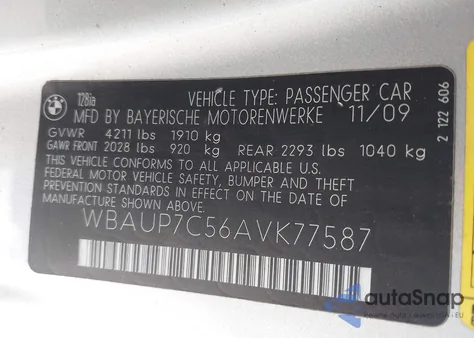 BMW
128ia
VEHICLE TYPE: PASSENGER CAR
MFD BY BAYERISCHE MOTORENWERKE 11/09
GVWR 4211 lbs 1910 kg
GAWR FRONT 2028 lbs 920 kg REAR 2293 lbs 1040 kg
THIS VEHICLE CONFORMS TO ALL APPLICABLE U.S.
FEDERAL MOTOR VEHICLE SAFETY, BUMPER AND THEFT
PREVENTION STANDARDS IN EFFECT ON THE DATE OF
MANUFACTURE SHOWN ABOVE.
WBAUP7C56AVK77587
2 122 606
autoSnap